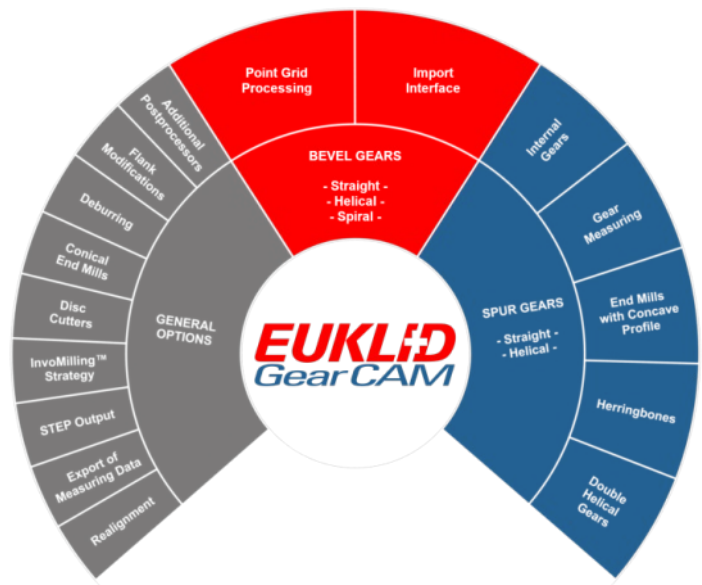 Point Grid
Processing
Import
Interface
BEVEL GEARS
- Straight -
- Helical -
- Spiral -
Additional
Postprocessors
Flank
Modifications
Deburring
Conical
End Mills
Disc
Cutters
InvoMilling™
Strategy
STEP Output
Export of
Measuring Data
Realignment
GENERAL
OPTIONS
EUKLID
GearCAM
SPUR GEARS
- Straight -
- Helical -
Internal
Gears
Gear
Measuring
End Mills
with Concave
Profile
Herringbones
Double
Helical
Gears